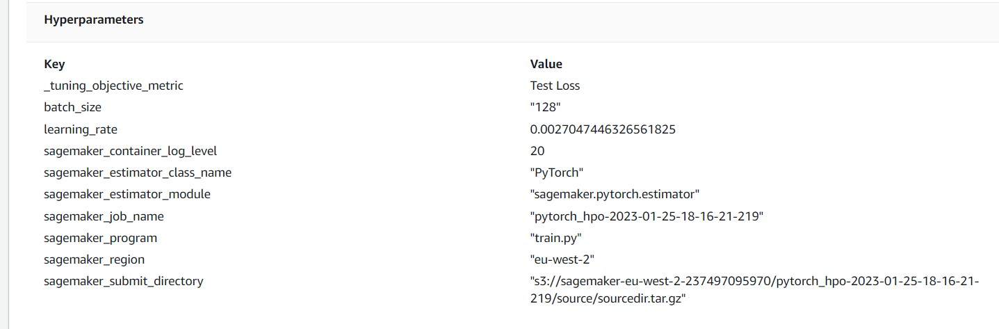 Hyperparameters
Key Value
_tuning_objective_metric Test Loss
batch_size "128"
learning_rate 0.0027047446326561825
sagemaker_container_log_level 20
sagemaker_estimator_class_name "PyTorch"
sagemaker_estimator_module "sagemaker.pytorch.estimator"
sagemaker_job_name "pytorch_hpo-2023-01-25-18-16-21-219"
sagemaker_program "train.py"
sagemaker_region "eu-west-2"
sagemaker_submit_directory "s3://sagemaker-eu-west-2-237497095970/pytorch_hpo-2023-01-25-18-16-21-
219/source/sourcedir.tar.gz"